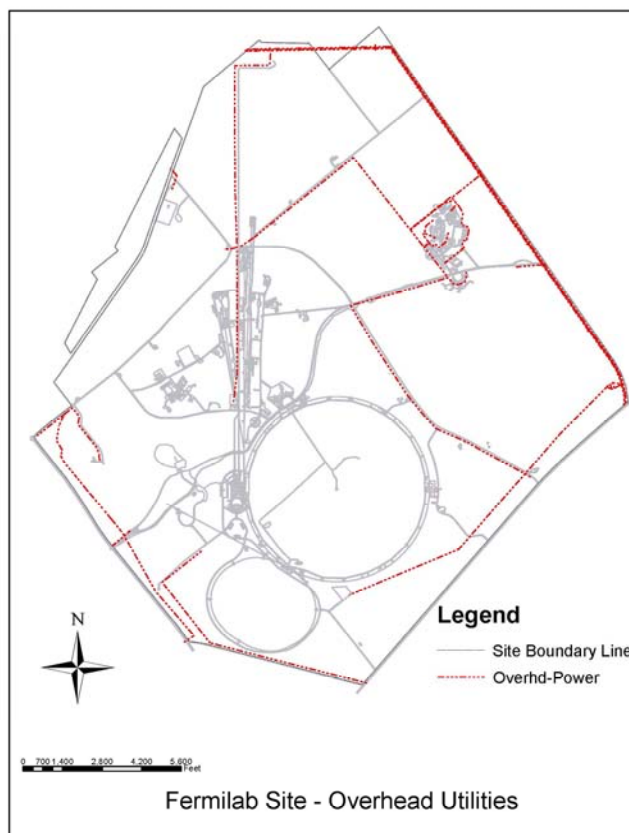 N
Legend
Site Boundary Line
Overhd-Power
0 700 1,400 2,800 4,200 5,600
Feet
Fermilab Site - Overhead Utilities